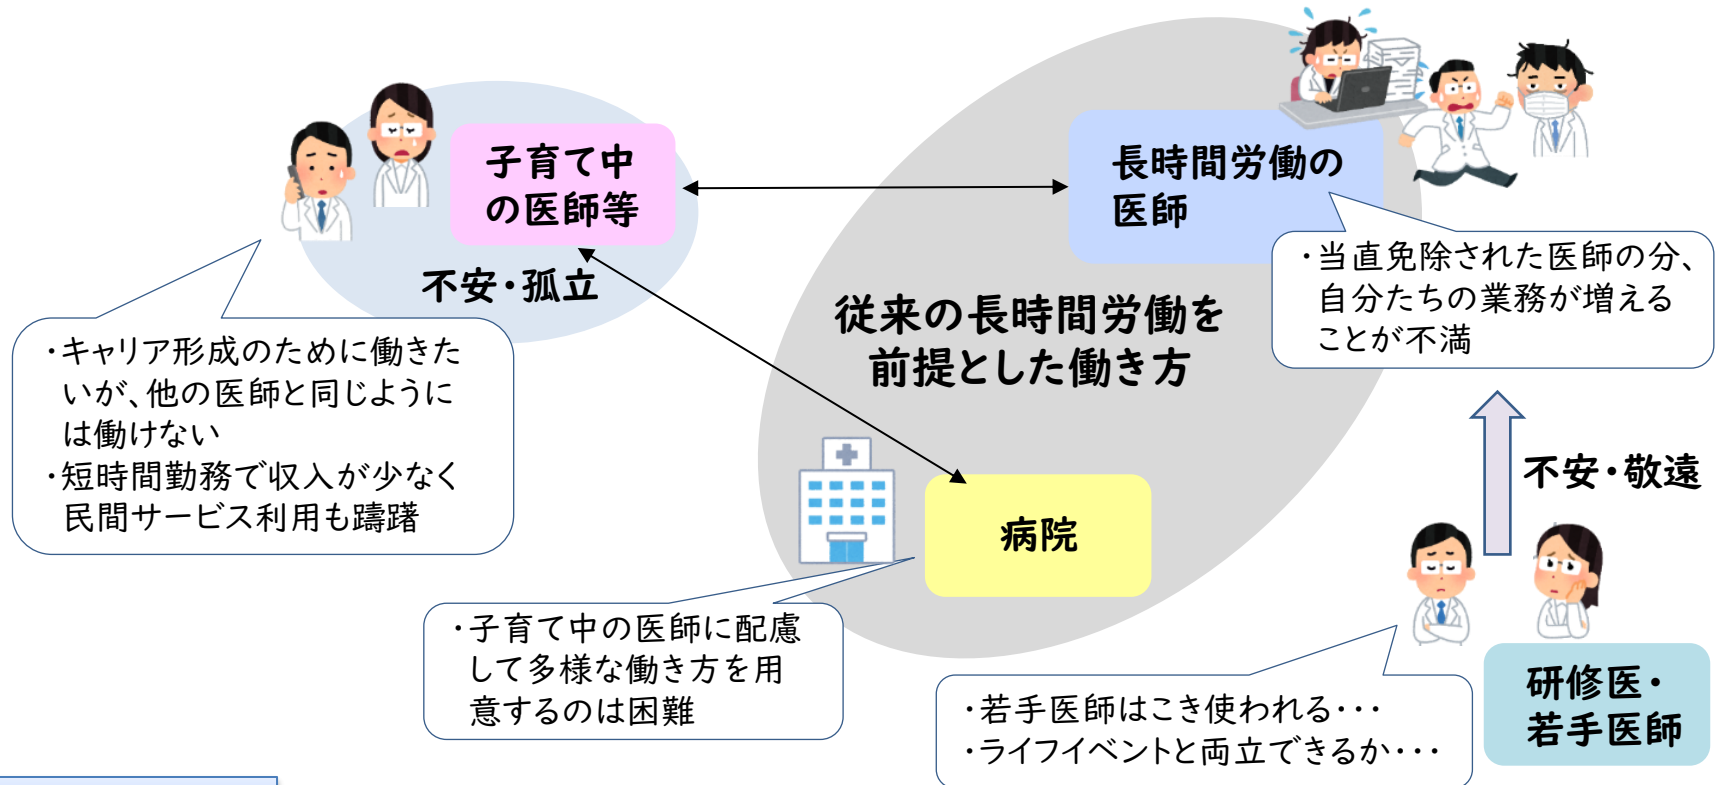 子育て中
の医師等
不安・孤立
・キャリア形成のために働きた
いが、他の医師と同じように
は働けない
・短時間勤務で収入が少なく
民間サービス利用も躊躇
長時間労働の
医師
・当直免除された医師の分、
自分たちの業務が増える
ことが不満
従来の長時間労働を
前提とした働き方
病院
・子育て中の医師に配慮
して多様な働き方を用
意するのは困難
不安・敬遠
研修医・
若手医師
・若手医師はこき使われる・・・
・ライフイベントと両立できるか・・・